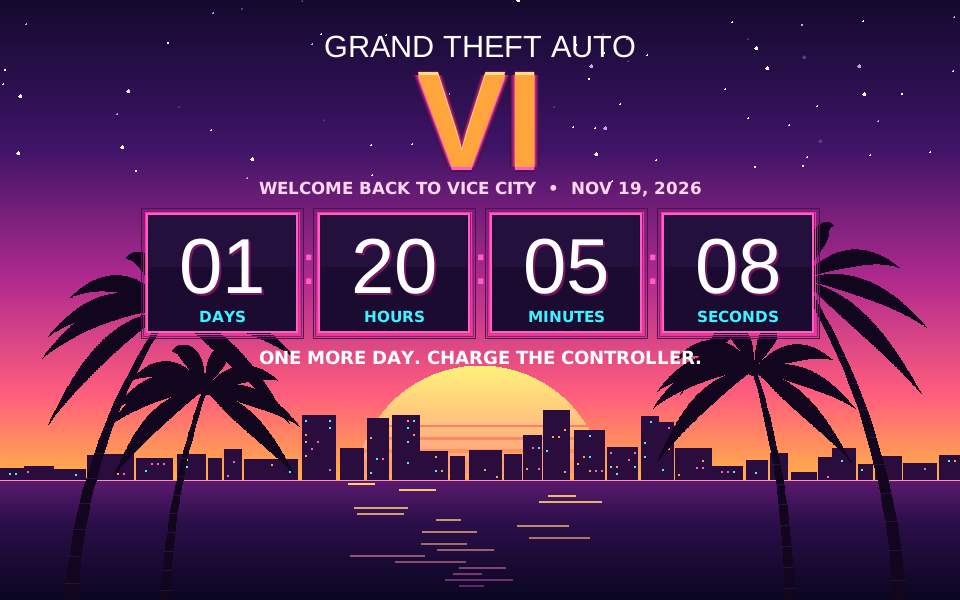 GRAND THEFT AUTO
VI
WELCOME BACK TO VICE CITY • NOV 19, 2026
01 : 20 : 05 : 08
DAYS HOURS MINUTES SECONDS
ONE MORE DAY. CHARGE THE CONTROLLER.